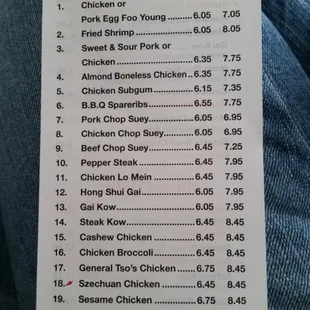 1. Chicken or
Pork Egg Foo Young.........6.05 7.05
2. Fried Shrimp....................6.05 8.05
3. Sweet & Sour Pork or
Chicken...........................6.35 7.75
4. Almond Boneless Chicken..6.35 7.75
5. Chicken Subgum................6.15 7.35
6. B.B.Q Spareribs.................6.55 7.75
7. Pork Chop Suey.................6.05 6.95
8. Chicken Chop Suey............6.05 6.95
9. Beef Chop Suey.................6.45 7.25
10. Pepper Steak.....................6.45 7.95
11. Chicken Lo Mein................6.45 7.95
12. Hong Shui Gai....................6.05 7.95
13. Gai Kow.............................6.05 7.95
14. Steak Kow.........................6.45 8.45
15. Cashew Chicken................6.45 8.45
16. Chicken Broccoli................6.45 8.45
17. General Tso's Chicken.......6.75 8.45
18. Szechuan Chicken.............6.45 8.45
19. Sesame Chicken................6.75 8.45